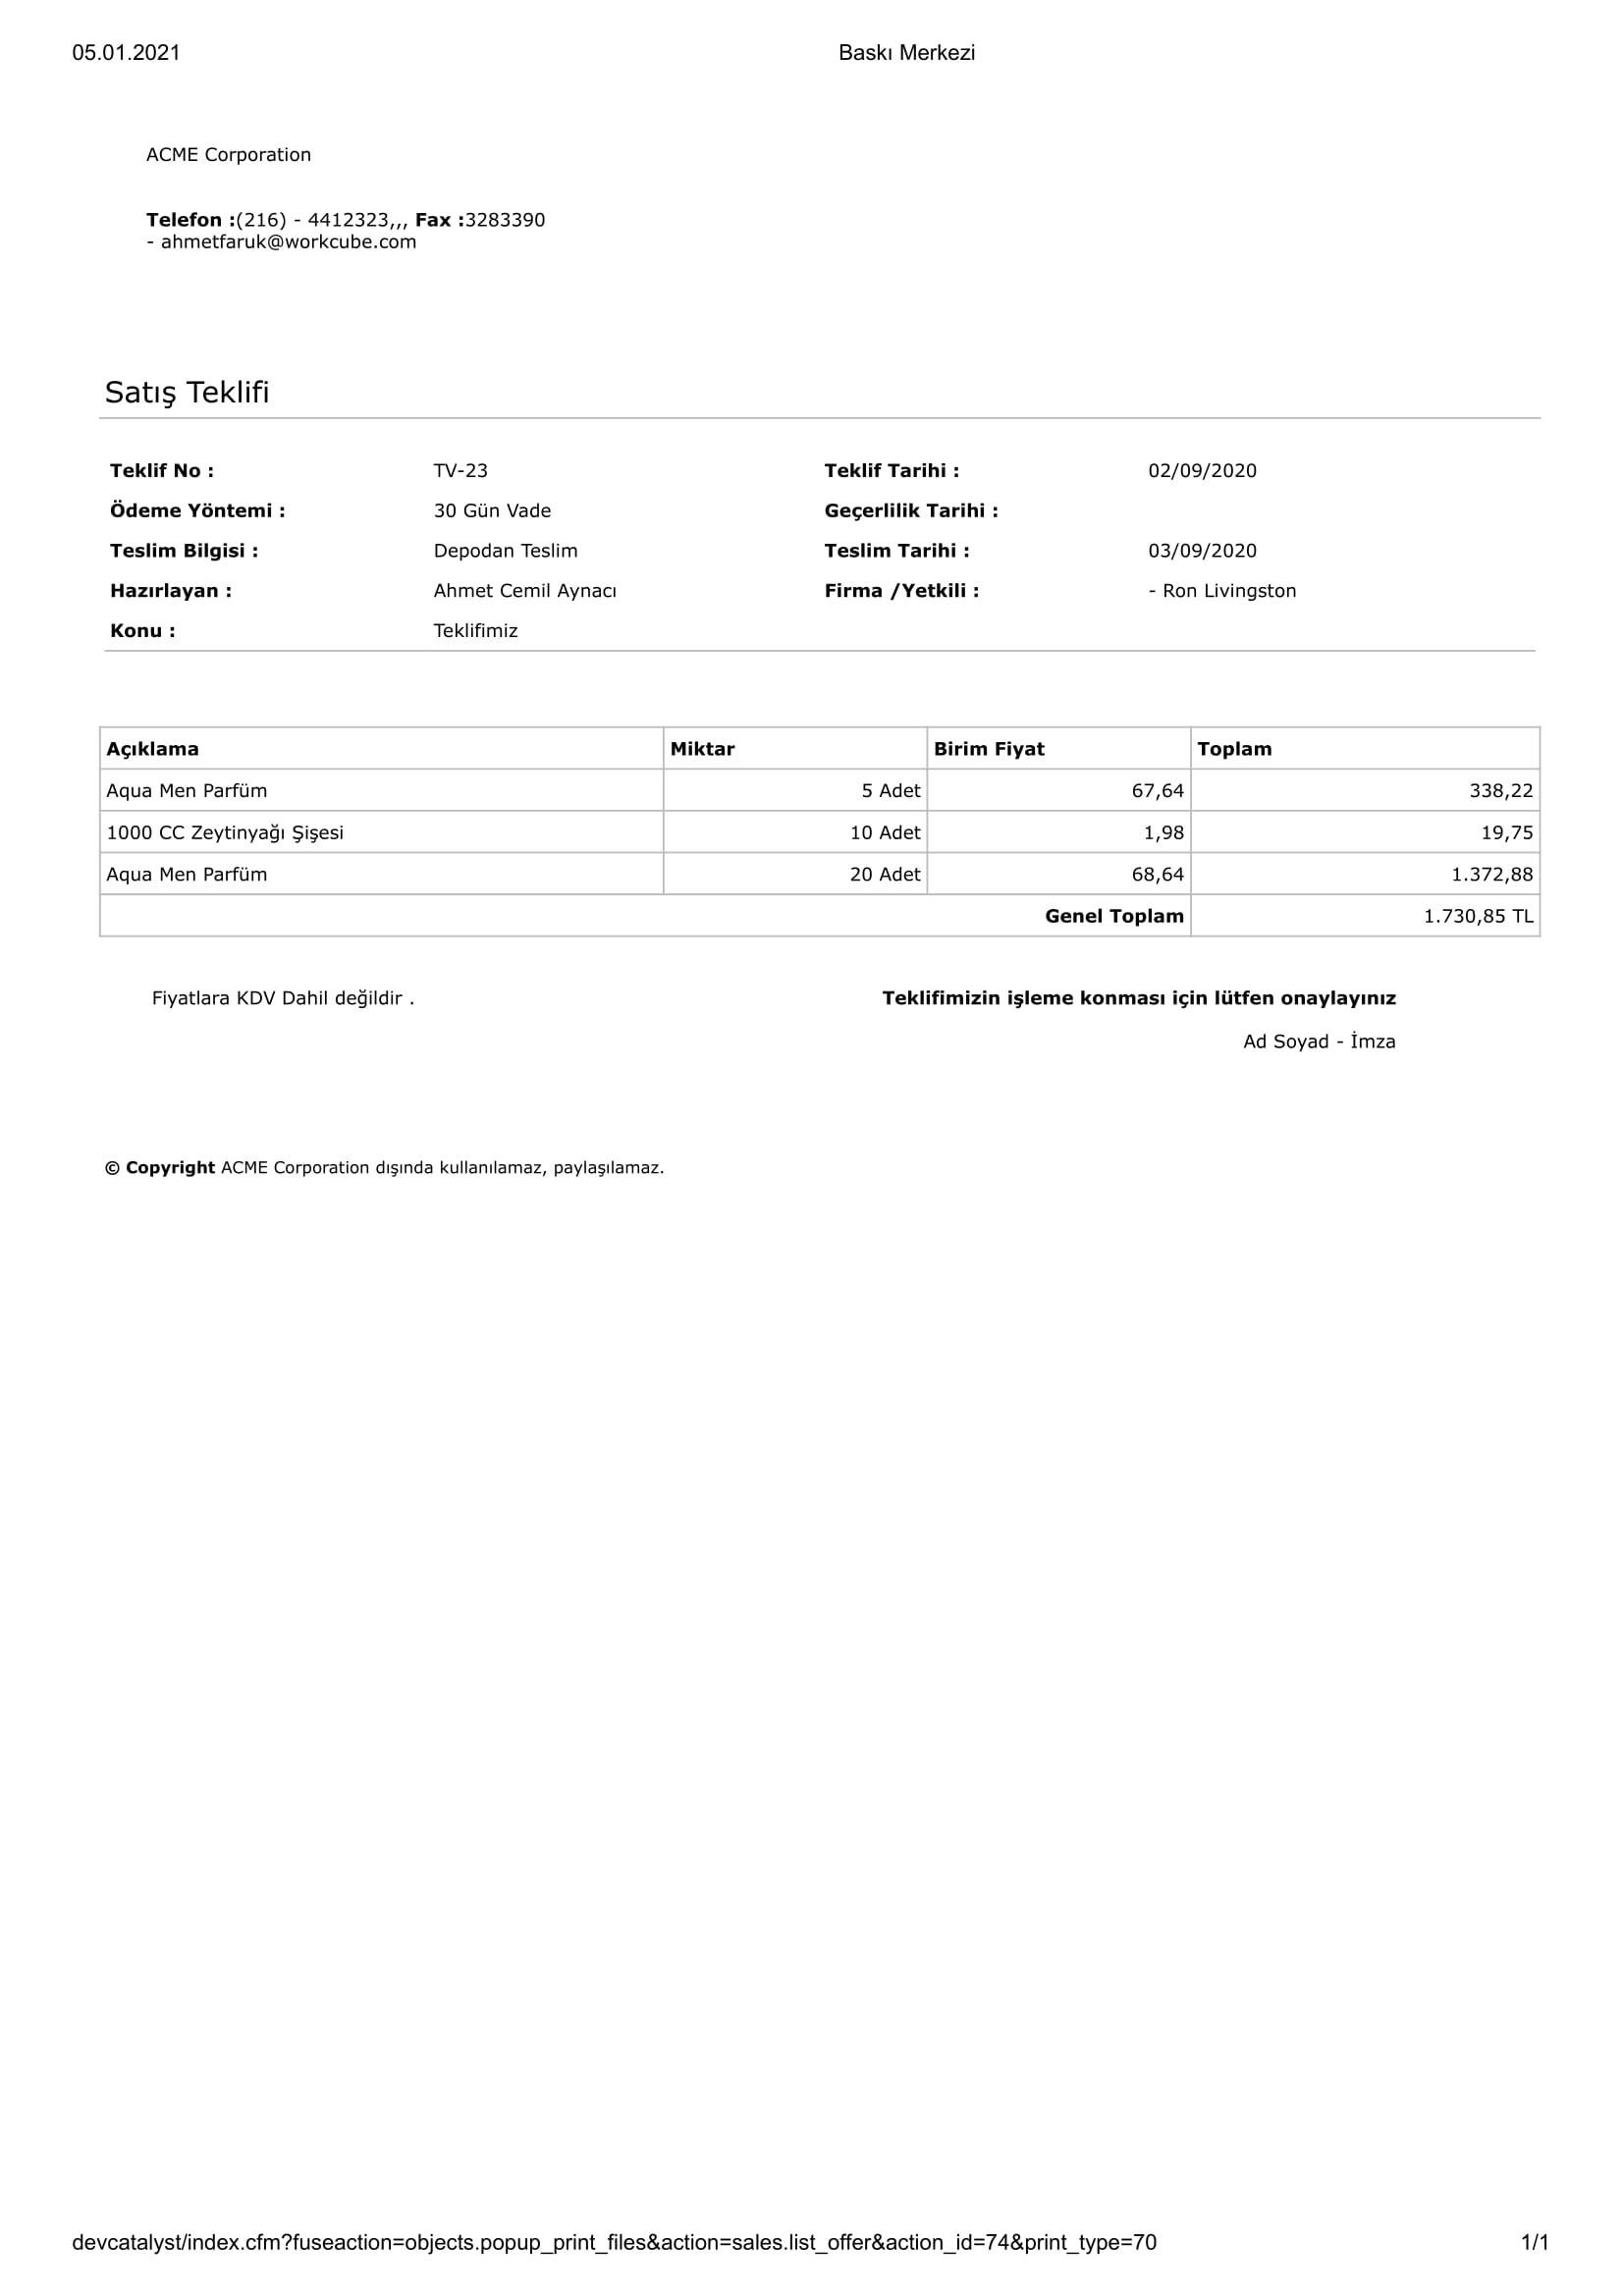 05.01.2021 Baskı Merkezi
ACME Corporation
Telefon :(216) - 4412323,,, Fax :3283390
- ahmetfaruk@workcube.com
Satış Teklifi
Teklif No : TV-23 Teklif Tarihi : 02/09/2020
Ödeme Yöntemi : 30 Gün Vade Geçerlilik Tarihi :
Teslim Bilgisi : Depodan Teslim Teslim Tarihi : 03/09/2020
Hazırlayan : Ahmet Cemil Aynacı Firma /Yetkili : - Ron Livingston
Konu : Teklifimiz
Açıklama Miktar Birim Fiyat Toplam
Aqua Men Parfüm 5 Adet 67,64 338,22
1000 CC Zeytinyağı Şişesi 10 Adet 1,98 19,75
Aqua Men Parfüm 20 Adet 68,64 1.372,88
Genel Toplam 1.730,85 TL
Fiyatlara KDV Dahil değildir . Teklifimizin işleme konması için lütfen onaylayınız
Ad Soyad - İmza
© Copyright ACME Corporation dışında kullanılamaz, paylaşılamaz.
devcatalyst/index.cfm?fuseaction=objects.popup_print_files&action=sales.list_offer&action_id=74&print_type=70 1/1